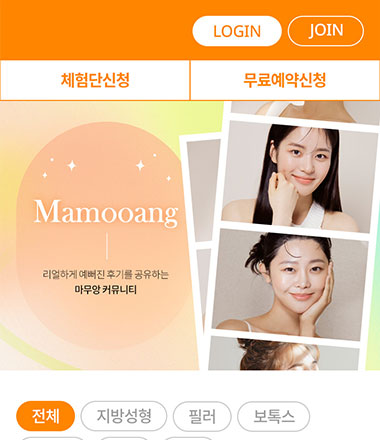 LOGIN
JOIN
체험단신청
무료예약신청
Mamooang
리얼하게 예뻐진 후기를 공유하는
마무앙 커뮤니티
전체
지방성형
필러
보톡스